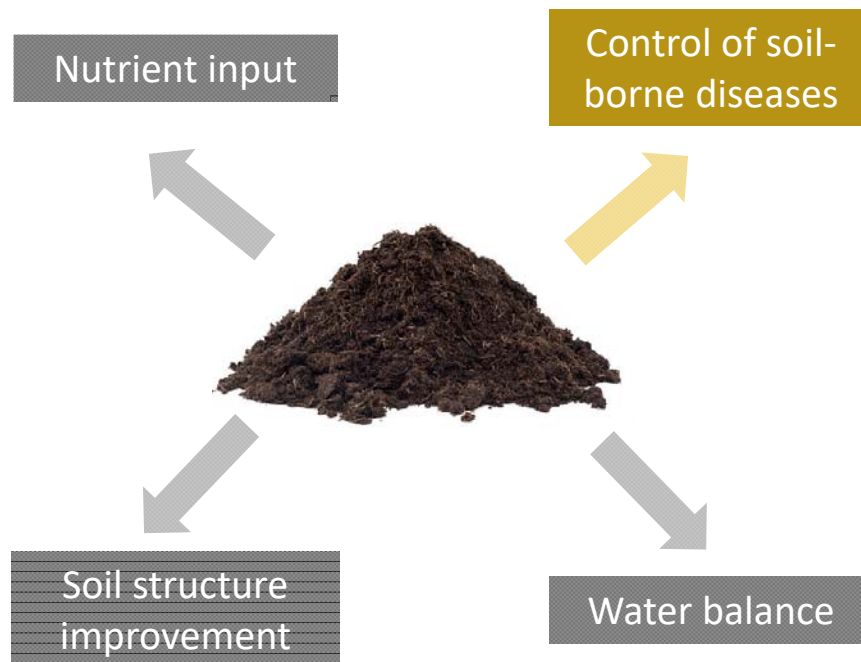 Nutrient input
Control of soil-
borne diseases
Soil structure
improvement
Water balance